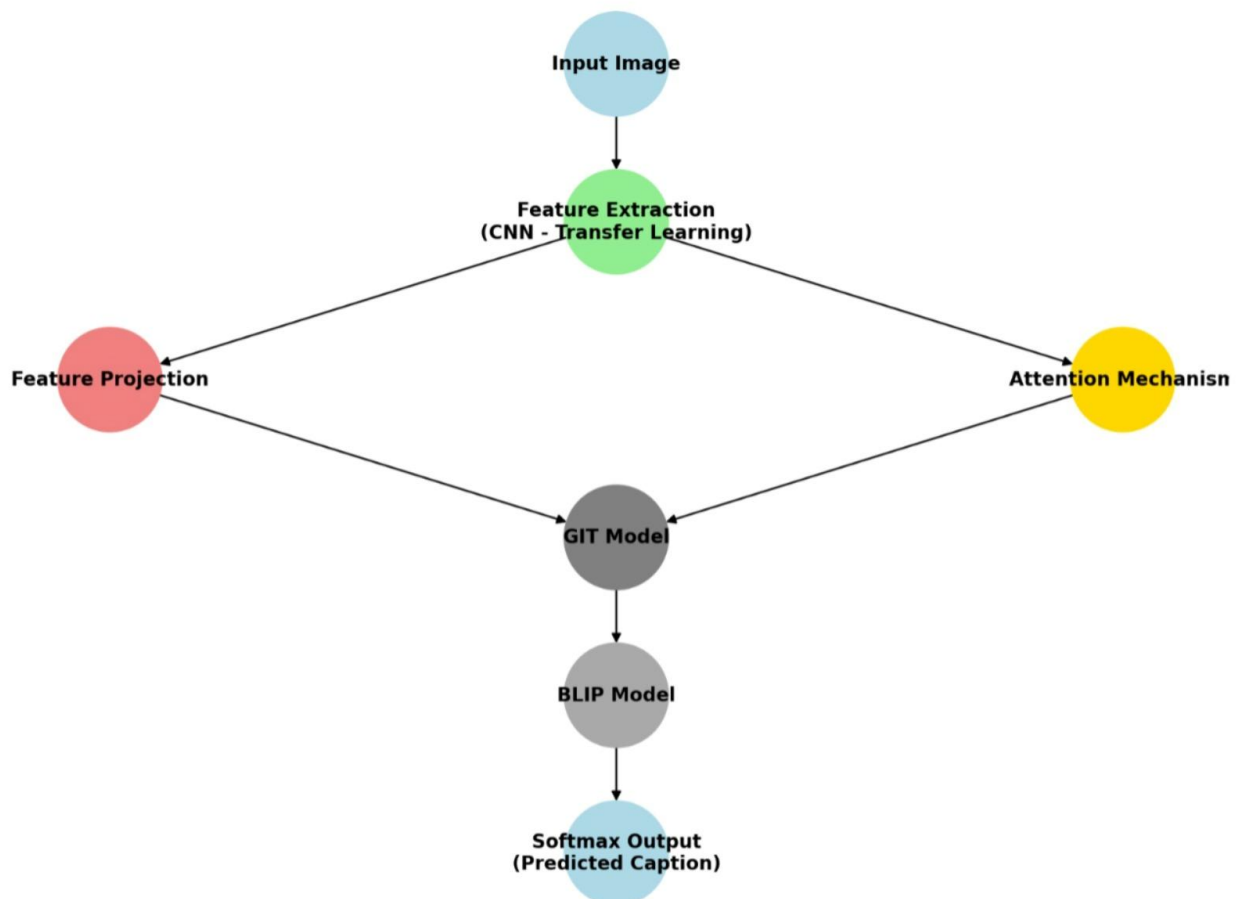 Input Image
Feature Extraction
(CNN - Transfer Learning)
Feature Projection
Attention Mechanisn
GIT Model
BLIP Model
Softmax Output
(Predicted Caption)